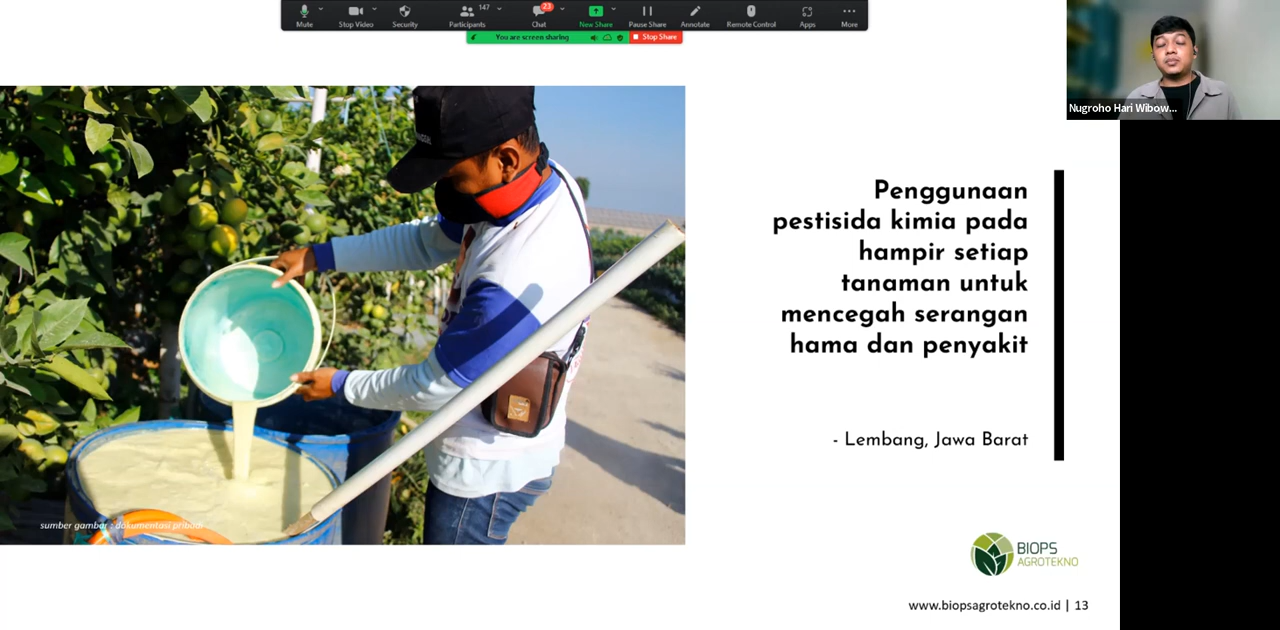 147
23
Mute
Stop Video
Security
Participants
Chat
New Share
Pause Share
Annotate
Remote Control
Apps
More
You are screen sharing
Stop Share
Nugroho Hari Wibow...
Penggunaan
pestisida kimia pada
hampir setiap
tanaman untuk
mencegah serangan
hama dan penyakit
- Lembang, Jawa Barat
sumber gambar : dokumentasi pribadi
BIOPS
AGROTEKNO
www.biopsagrotekno.co.id | 13